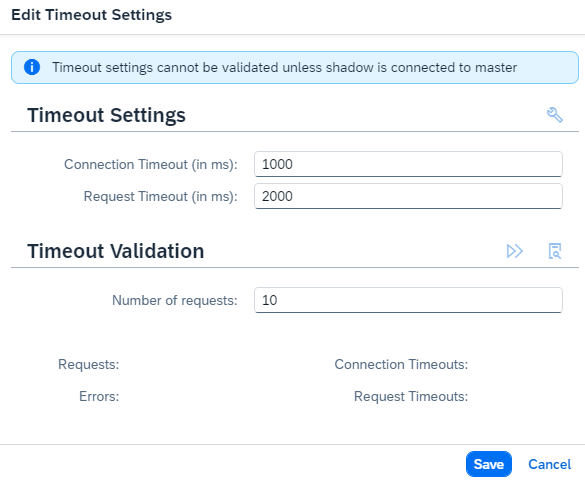 Edit Timeout Settings
Timeout settings cannot be validated unless shadow is connected to master
Timeout Settings
Connection Timeout (in ms): 1000
Request Timeout (in ms): 2000
Timeout Validation
Number of requests: 10
Requests: Connection Timeouts:
Errors: Request Timeouts:
Save Cancel